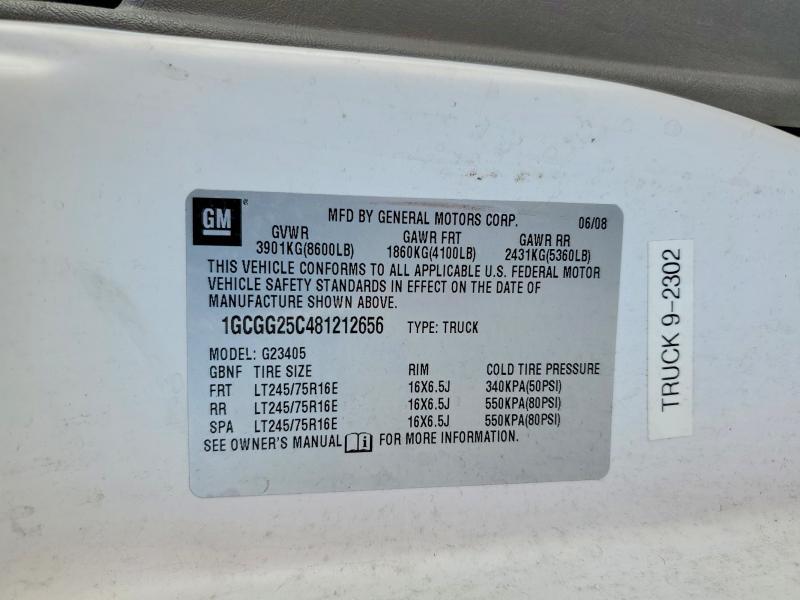 GM ®
MFD BY GENERAL MOTORS CORP. 06/08
GVWR GAWR FRT GAWR RR
3901KG(8600LB) 1860KG(4100LB) 2431KG(5360LB)
THIS VEHICLE CONFORMS TO ALL APPLICABLE U.S. FEDERAL MOTOR
VEHICLE SAFETY STANDARDS IN EFFECT ON THE DATE OF
MANUFACTURE SHOWN ABOVE.
1GCGG25C481212656 TYPE: TRUCK
MODEL: G23405
GBNF TIRE SIZE RIM COLD TIRE PRESSURE
FRT LT245/75R16E 16X6.5J 340KPA(50PSI)
RR LT245/75R16E 16X6.5J 550KPA(80PSI)
SPA LT245/75R16E 16X6.5J 550KPA(80PSI)
SEE OWNER'S MANUAL FOR MORE INFORMATION.
TRUCK 9-2302